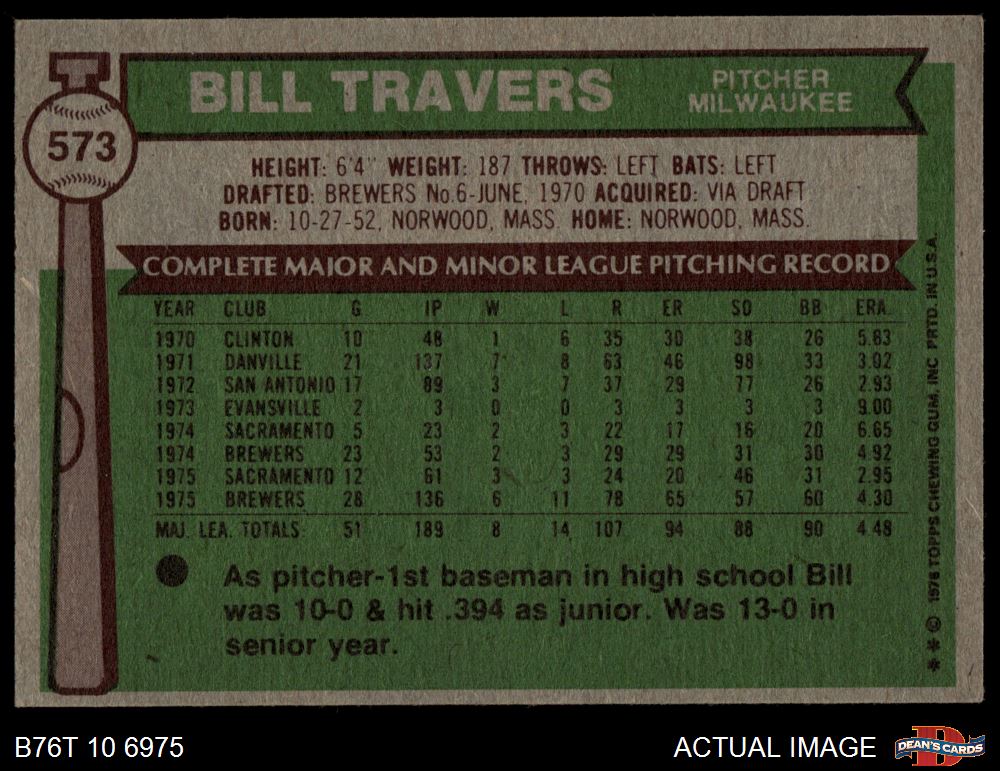 573
BILL TRAVERS
PITCHER
MILWAUKEE
HEIGHT: 6'4" WEIGHT: 187 THROWS: LEFT BATS: LEFT
DRAFTED: BREWERS No.6-JUNE, 1970 ACQUIRED: VIA DRAFT
BORN: 10-27-52, NORWOOD, MASS. HOME: NORWOOD, MASS.
COMPLETE MAJOR AND MINOR LEAGUE PITCHING RECORD
YEAR CLUB G IP W L R ER SO BB ERA
1970 CLINTON 10 48 1 6 35 30 38 26 5.63
1971 DANVILLE 21 137 7 8 63 46 98 33 3.02
1972 SAN ANTONIO 17 89 3 7 37 29 77 26 2.93
1973 EVANSVILLE 2 3 0 0 3 3 3 3 9.00
1974 SACRAMENTO 5 23 2 3 22 17 16 20 6.65
1974 BREWERS 23 53 2 3 29 29 31 30 4.92
1975 SACRAMENTO 12 61 3 3 24 20 46 31 2.95
1975 BREWERS 28 136 6 11 78 65 57 60 4.30
MAJ. LEA. TOTALS 51 189 8 14 107 94 88 90 4.48
As pitcher-1st baseman in high school Bill
was 10-0 & hit .394 as junior. Was 13-0 in
senior year.
* * © 1976 TOPPS CHEWING GUM, INC PRTD. IN U.S.A.
B76T 10 6975
ACTUAL IMAGE
D
DEAN'S CARDS